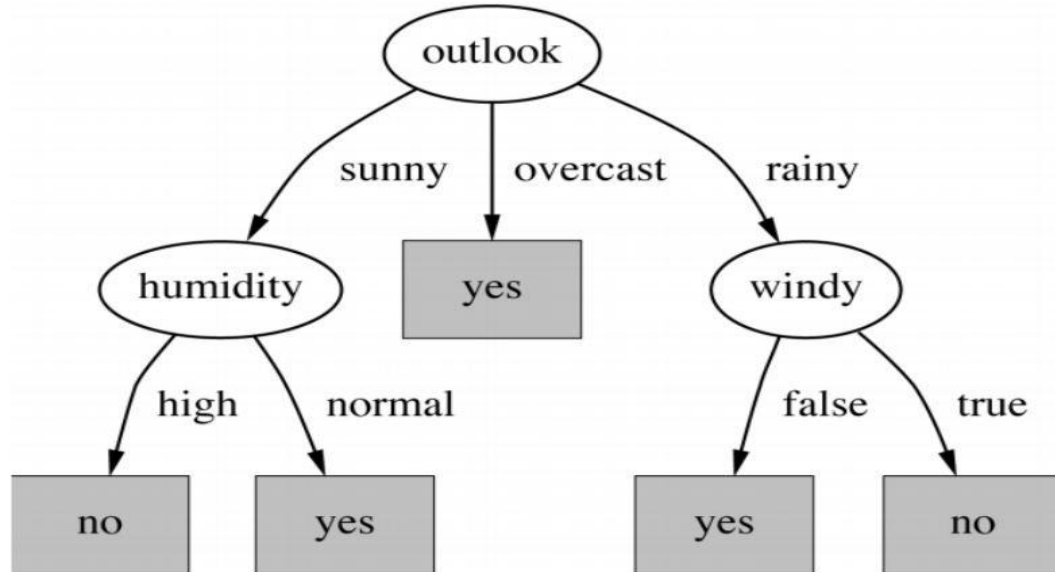 outlook
sunny overcast rainy
humidity yes windy
high normal false true
no yes yes no